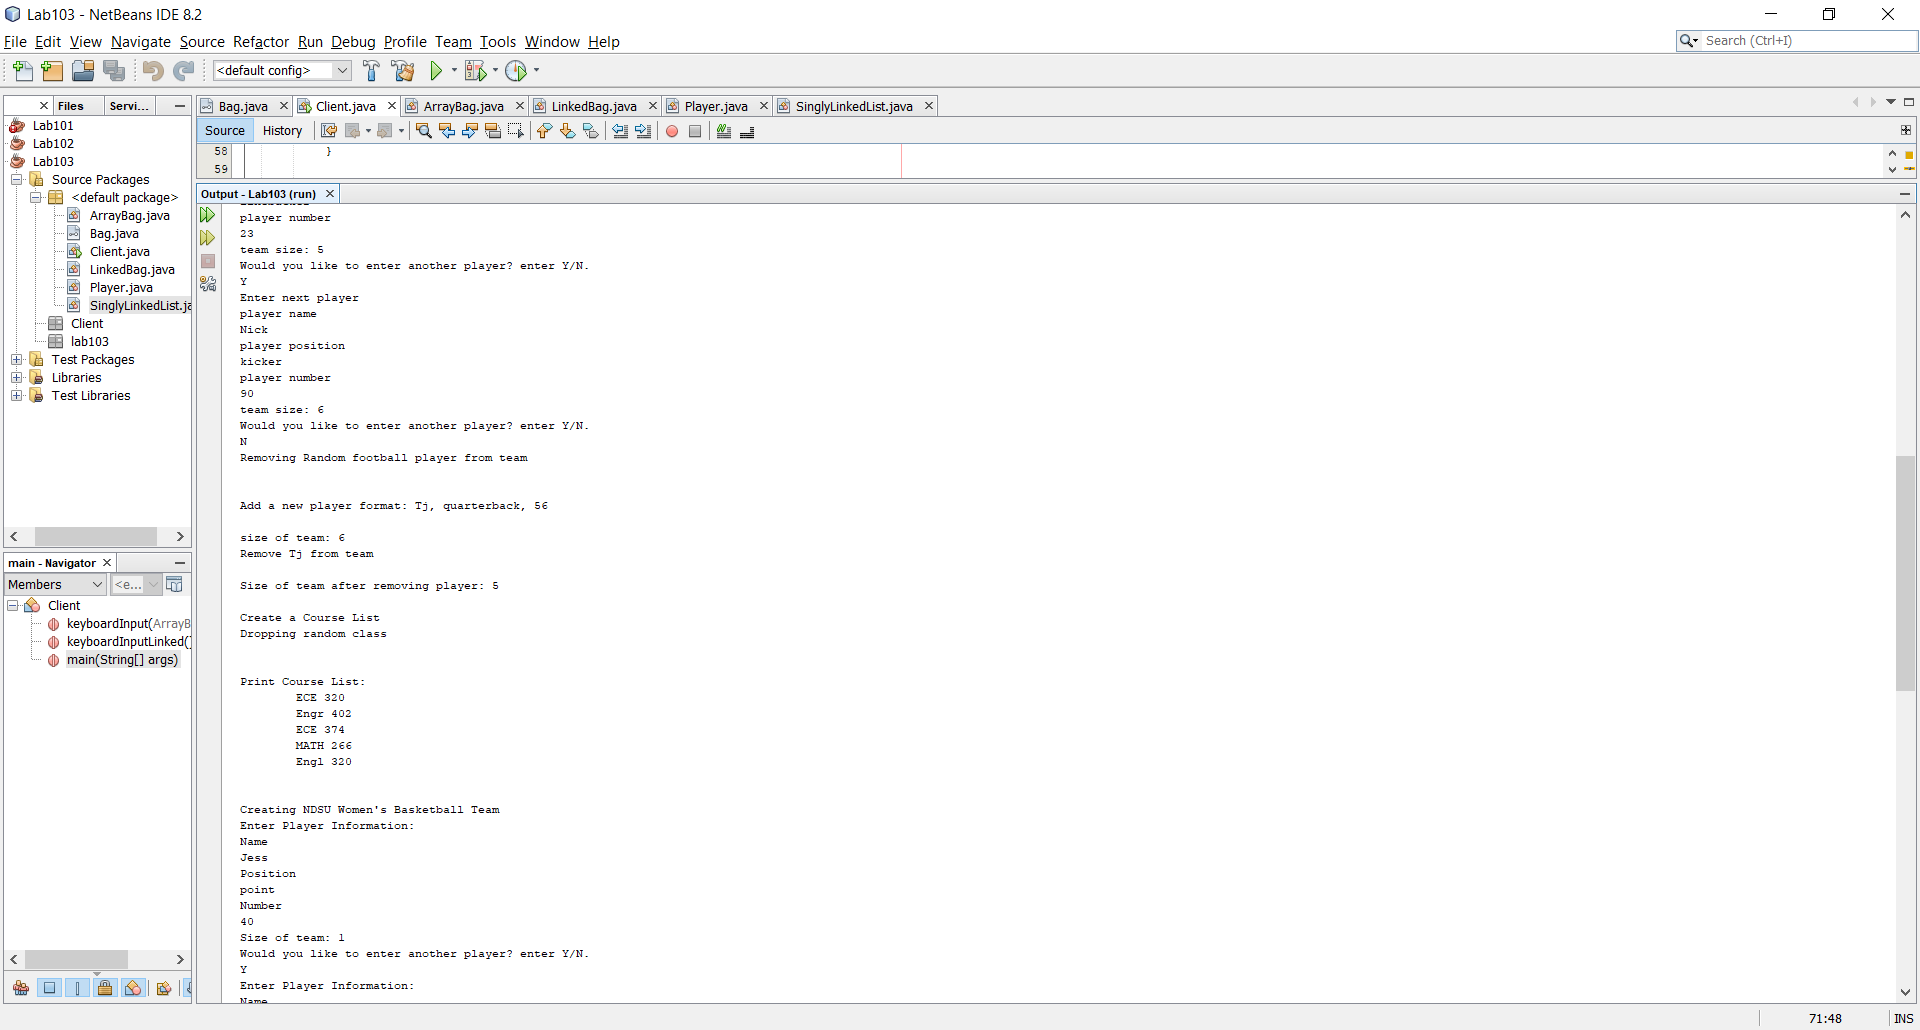 Lab103 - NetBeans IDE 8.2
File Edit View Navigate Source Refactor Run Debug Profile Team Tools Window Help
Search (Ctrl+I)
<default config>
Files Servi...
Bag.java Client.java ArrayBag.java LinkedBag.java Player.java SinglyLinkedList.java
Source History
58 }
59
Lab101
Lab102
Lab103
Source Packages
<default package>
ArrayBag.java
Bag.java
Client.java
LinkedBag.java
Player.java
SinglyLinkedList.ja
Client
lab103
Test Packages
Libraries
Test Libraries
main - Navigator
Members <e...
Client
keyboardInput(ArrayB
keyboardInputLinked()
main(String[] args)
Output - Lab103 (run)
player number
23
team size: 5
Would you like to enter another player? enter Y/N.
Y
Enter next player
player name
Nick
player position
kicker
player number
90
team size: 6
Would you like to enter another player? enter Y/N.
N
Removing Random football player from team
Add a new player format: Tj, quarterback, 56
size of team: 6
Remove Tj from team
Size of team after removing player: 5
Create a Course List
Dropping random class
Print Course List:
ECE 320
Engr 402
ECE 374
MATH 266
Engl 320
Creating NDSU Women's Basketball Team
Enter Player Information:
Name
Jess
Position
point
Number
40
Size of team: 1
Would you like to enter another player? enter Y/N.
Y
Enter Player Information:
Name
71:48 INS